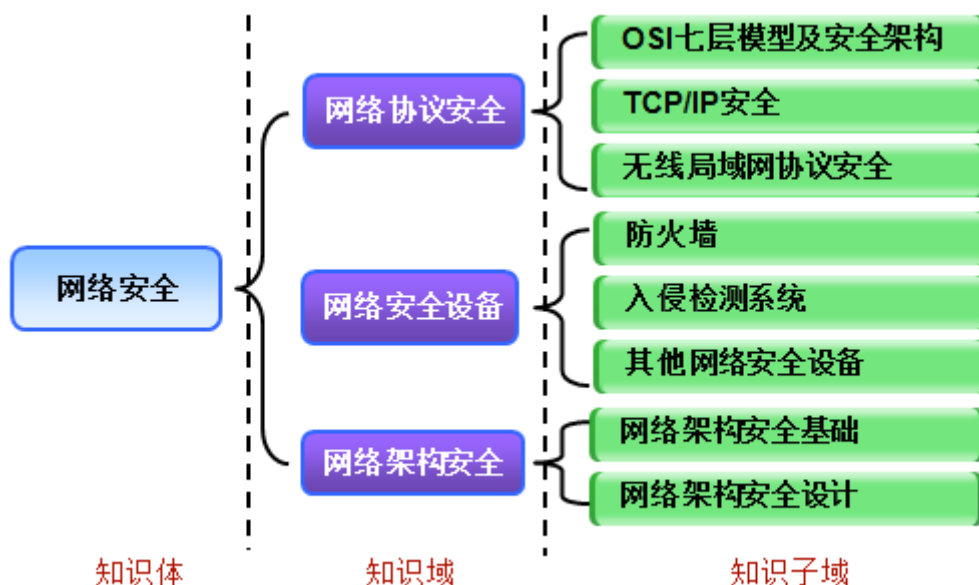 OSI七层模型及安全架构
网络协议安全
TCP/IP安全
无线局域网协议安全
防火墙
网络安全
网络安全设备
入侵检测系统
其他网络安全设备
网络架构安全基础
网络架构安全
网络架构安全设计
知识体
知识域
知识子域